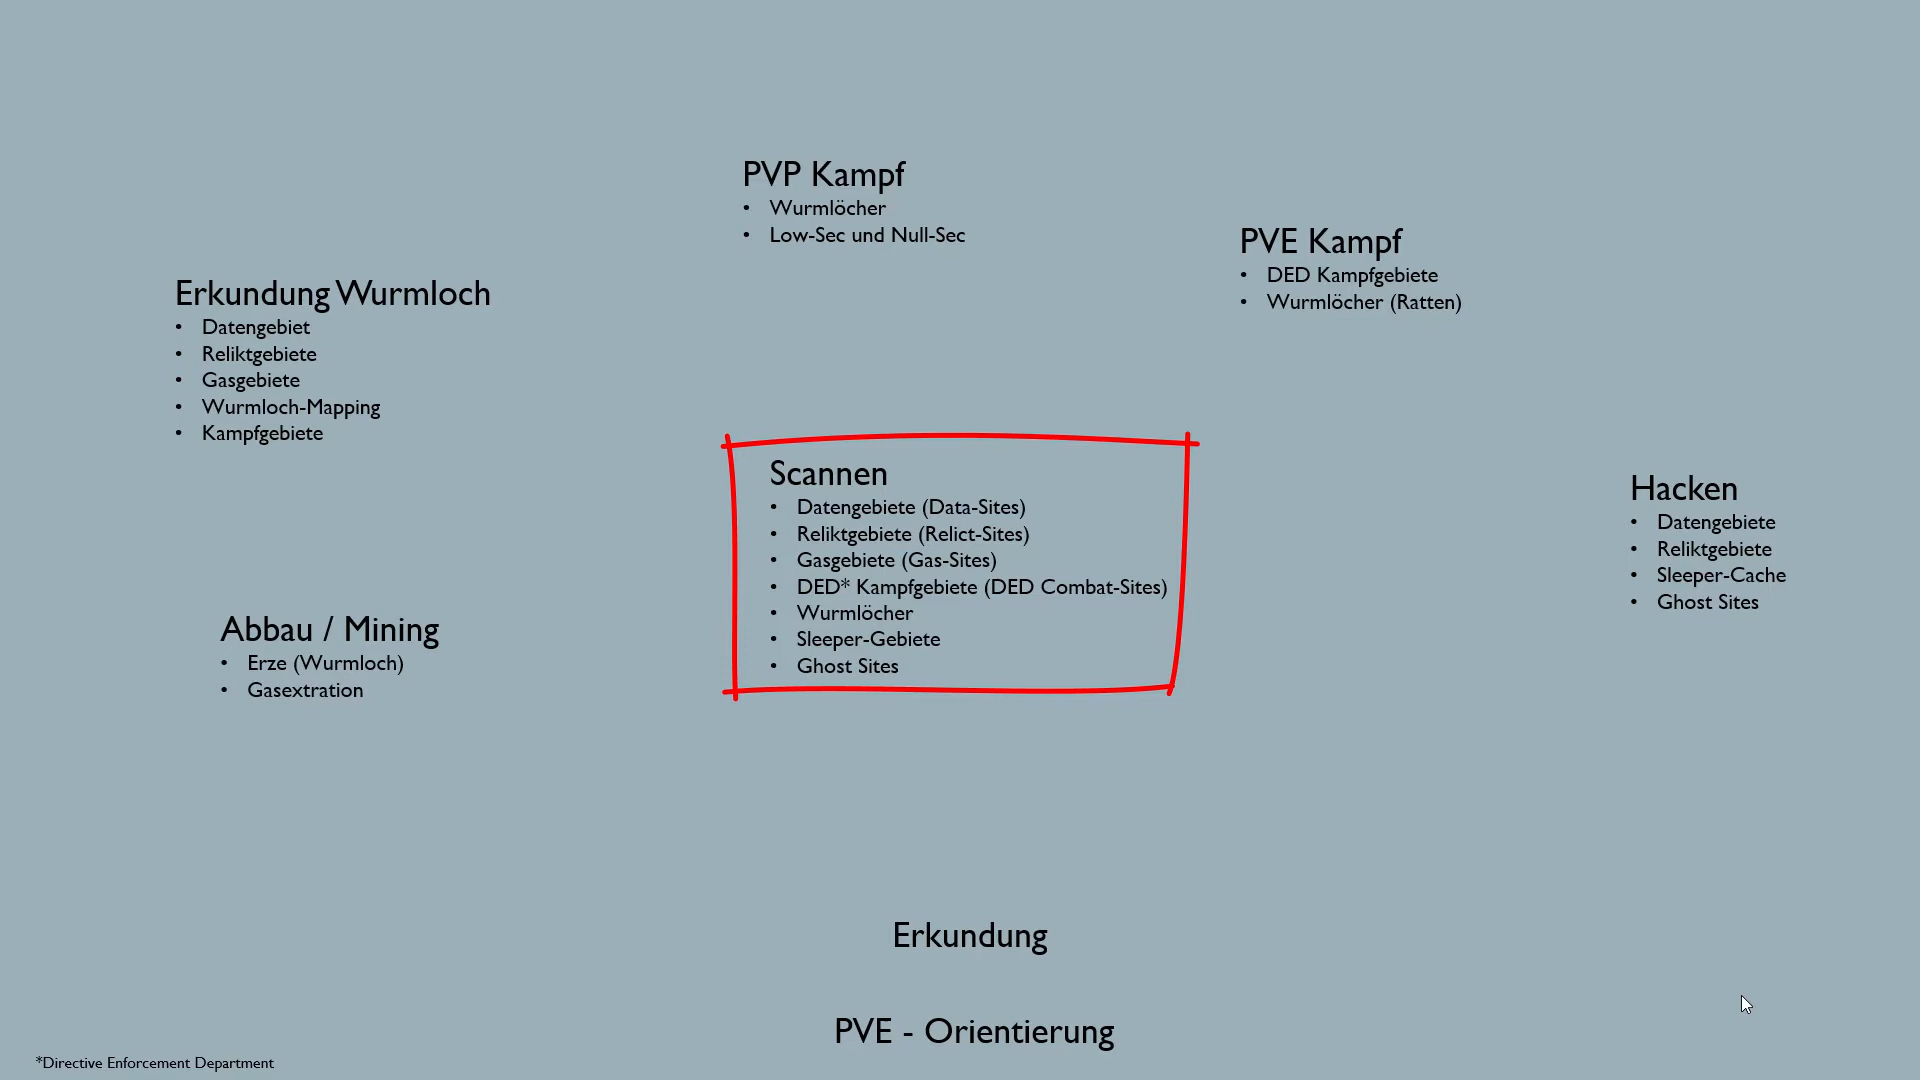 PVP Kampf
• Wurmlöcher
• Low-Sec und Null-Sec
PVE Kampf
• DED Kampfgebiete
• Wurmlöcher (Ratten)
Erkundung Wurmloch
• Datengebiet
• Reliktgebiete
• Gasgebiete
• Wurmloch-Mapping
• Kampfgebiete
Scannen
• Datengebiete (Data-Sites)
• Reliktgebiete (Relict-Sites)
• Gasgebiete (Gas-Sites)
• DED* Kampfgebiete (DED Combat-Sites)
• Wurmlöcher
• Sleeper-Gebiete
• Ghost Sites
Hacken
• Datengebiete
• Reliktgebiete
• Sleeper-Cache
• Ghost Sites
Abbau / Mining
• Erze (Wurmloch)
• Gasextration
Erkundung
PVE - Orientierung
*Directive Enforcement Department